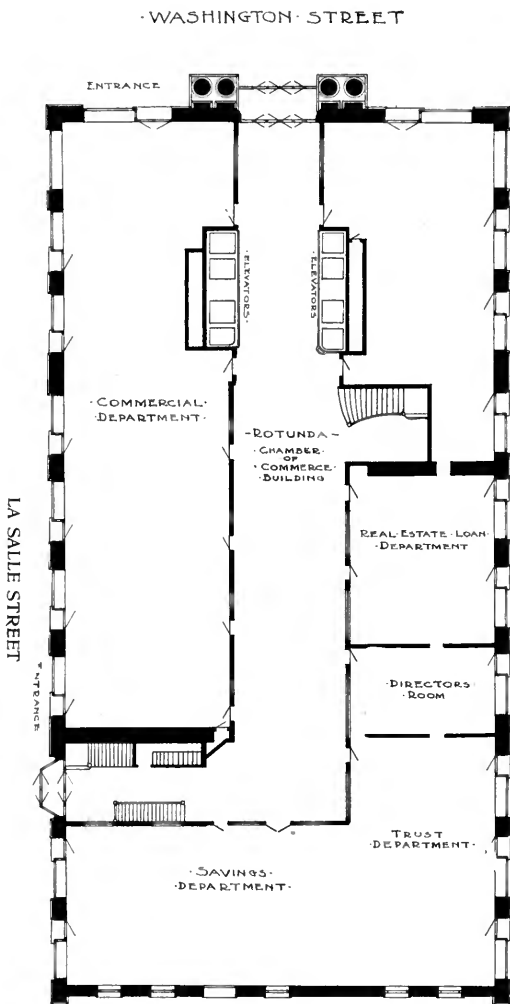 ·WASHINGTON·STREET
ENTRANCE
·ELEVATORS·
ELEVATORS
·COMMERCIAL·
·DEPARTMENT·
-ROTUNDA-
·CHAMBER·
OF
·COMMERCE·
·BUILDING
REAL·ESTATE·LOAN·
·DEPARTMENT
LA SALLE STREET
ENTRANCE
·DIRECTORS·
·ROOM
TRUST
·DEPARTMENT·
·SAVINGS·
·DEPARTMENT·